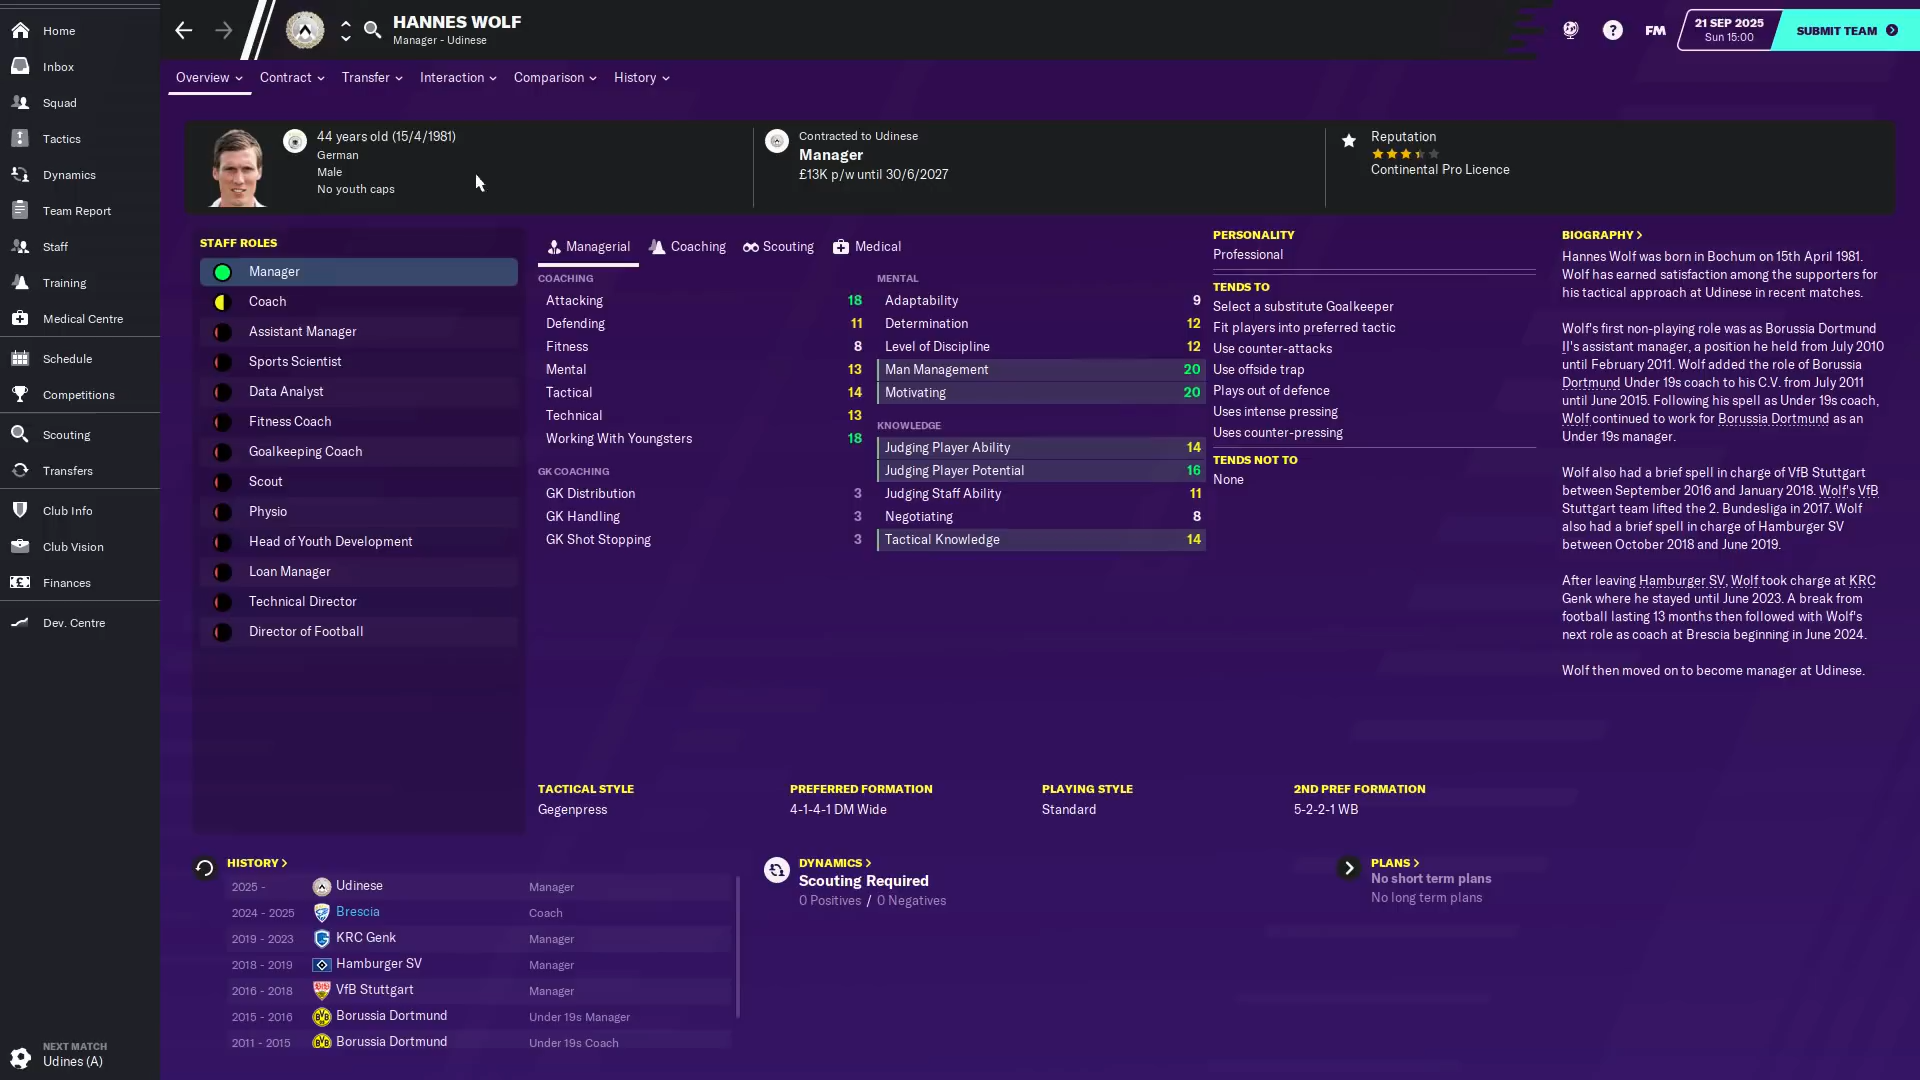 Home
Inbox
Squad
Tactics
Dynamics
Team Report
Staff
Training
Medical Centre
Schedule
Competitions
Scouting
Transfers
Club Info
Club Vision
Finances
Dev. Centre
NEXT MATCH
Udines (A)
HANNES WOLF
Manager - Udinese
?
FM
21 SEP 2025
Sun 15:00
SUBMIT TEAM
Overview
Contract
Transfer
Interaction
Comparison
History
44 years old (15/4/1981)
German
Male
No youth caps
Contracted to Udinese
Manager
£13K p/w until 30/6/2027
Reputation
Continental Pro Licence
STAFF ROLES
Manager
Coach
Assistant Manager
Sports Scientist
Data Analyst
Fitness Coach
Goalkeeping Coach
Scout
Physio
Head of Youth Development
Loan Manager
Technical Director
Director of Football
Managerial
Coaching
Scouting
Medical
COACHING
Attacking 18
Defending 11
Fitness 8
Mental 13
Tactical 14
Technical 13
Working With Youngsters 18
GK COACHING
GK Distribution 3
GK Handling 3
GK Shot Stopping 3
MENTAL
Adaptability 9
Determination 12
Level of Discipline 12
Man Management 20
Motivating 20
KNOWLEDGE
Judging Player Ability 14
Judging Player Potential 16
Judging Staff Ability 11
Negotiating 8
Tactical Knowledge 14
PERSONALITY
Professional
TENDS TO
Select a substitute Goalkeeper
Fit players into preferred tactic
Use counter-attacks
Use offside trap
Plays out of defence
Uses intense pressing
Uses counter-pressing
TENDS NOT TO
None
BIOGRAPHY >
Hannes Wolf was born in Bochum on 15th April 1981.
Wolf has earned satisfaction among the supporters for
his tactical approach at Udinese in recent matches.
Wolf's first non-playing role was as Borussia Dortmund
II's assistant manager, a position he held from July 2010
until February 2011. Wolf added the role of Borussia
Dortmund Under 19s coach to his C.V. from July 2011
until June 2015. Following his spell as Under 19s coach,
Wolf continued to work for Borussia Dortmund as an
Under 19s manager.
Wolf also had a brief spell in charge of VfB Stuttgart
between September 2016 and January 2018. Wolf's VfB
Stuttgart team lifted the 2. Bundesliga in 2017. Wolf
also had a brief spell in charge of Hamburger SV
between October 2018 and June 2019.
After leaving Hamburger SV, Wolf took charge at KRC
Genk where he stayed until June 2023. A break from
football lasting 13 months then followed with Wolf's
next role as coach at Brescia beginning in June 2024.
Wolf then moved on to become manager at Udinese.
TACTICAL STYLE
Gegenpress
PREFERRED FORMATION
4-1-4-1 DM Wide
PLAYING STYLE
Standard
2ND PREF FORMATION
5-2-2-1 WB
HISTORY >
2025 - Udinese Manager
2024 - 2025 Brescia Coach
2019 - 2023 KRC Genk Manager
2018 - 2019 Hamburger SV Manager
2016 - 2018 VfB Stuttgart Manager
2015 - 2016 Borussia Dortmund Under 19s Manager
2011 - 2015 Borussia Dortmund Under 19s Coach
DYNAMICS >
Scouting Required
0 Positives / 0 Negatives
PLANS >
No short term plans
No long term plans